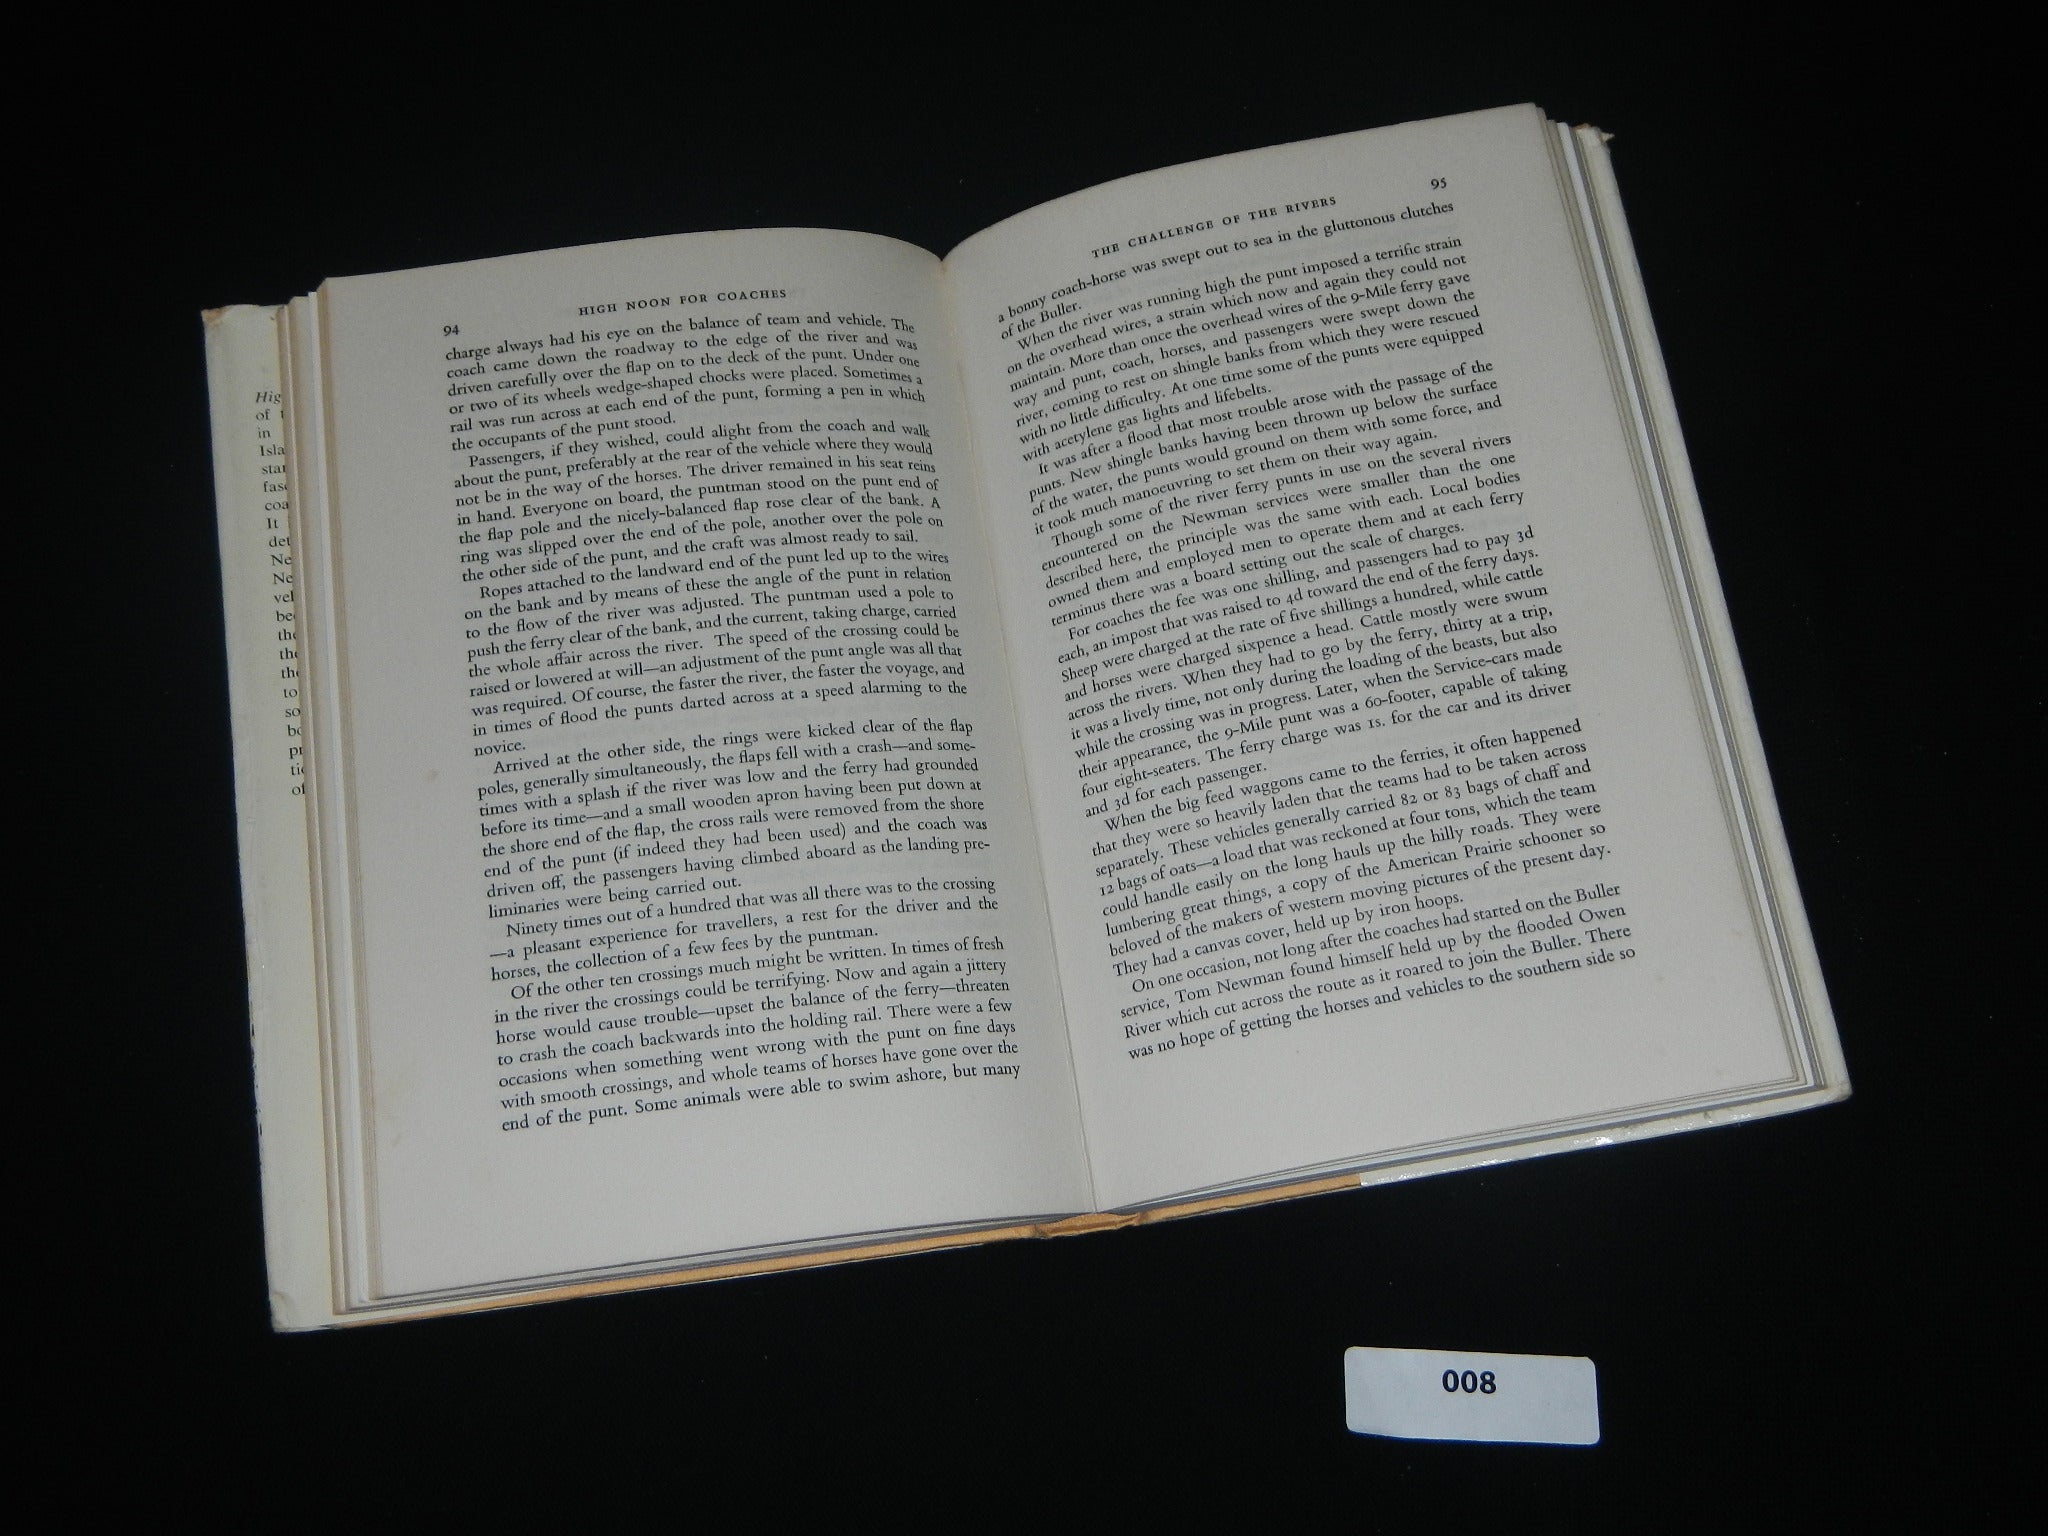 Hig
of
in
Isla
star
fasc
coa
It
det
Ne
Ne
vel
bee
the
the
the
to
so
bo
pr
tic
of
94
HIGH NOON FOR COACHES
charge always had his eye on the balance of team and vehicle. The
coach came down the roadway to the edge of the river and was
driven carefully over the flap on to the deck of the punt. Under one
or two of its wheels wedge-shaped chocks were placed. Sometimes a
rail was run across at each end of the punt, forming a pen in which
the occupants of the punt stood.
Passengers, if they wished, could alight from the coach and walk
about the punt, preferably at the rear of the vehicle where they would
not be in the way of the horses. The driver remained in his seat reins
in hand. Everyone on board, the puntman stood on the punt end of
the flap pole and the nicely-balanced flap rose clear of the bank. A
ring was slipped over the end of the pole, another over the pole on
the other side of the punt, and the craft was almost ready to sail.
Ropes attached to the landward end of the punt led up to the wires
on the bank and by means of these the angle of the punt in relation
to the flow of the river was adjusted. The puntman used a pole to
push the ferry clear of the bank, and the current, taking charge, carried
the whole affair across the river. The speed of the crossing could be
raised or lowered at will—an adjustment of the punt angle was all that
was required. Of course, the faster the river, the faster the voyage, and
in times of flood the punts darted across at a speed alarming to the
novice.
Arrived at the other side, the rings were kicked clear of the flap
poles, generally simultaneously, the flaps fell with a crash—and some-
times with a splash if the river was low and the ferry had grounded
before its time—and a small wooden apron having been put down at
the shore end of the flap, the cross rails were removed from the shore
end of the punt (if indeed they had been used) and the coach was
driven off, the passengers having climbed aboard as the landing pre-
liminaries were being carried out.
Ninety times out of a hundred that was all there was to the crossing
—a pleasant experience for travellers, a rest for the driver and the
horses, the collection of a few fees by the puntman.
Of the other ten crossings much might be written. In times of fresh
in the river the crossings could be terrifying. Now and again a jittery
horse would cause trouble—upset the balance of the ferry—threaten
to crash the coach backwards into the holding rail. There were a few
occasions when something went wrong with the punt on fine days
with smooth crossings, and whole teams of horses have gone over the
end of the punt. Some animals were able to swim ashore, but many
THE CHALLENGE OF THE RIVERS
95
a bonny coach-horse was swept out to sea in the gluttonous clutches
of the Buller.
When the river was running high the punt imposed a terrific strain
on the overhead wires, a strain which now and again they could not
maintain. More than once the overhead wires of the 9-Mile ferry gave
way and punt, coach, horses, and passengers were swept down the
river, coming to rest on shingle banks from which they were rescued
with no little difficulty. At one time some of the punts were equipped
with acetylene gas lights and lifebelts.
It was after a flood that most trouble arose with the passage of the
punts. New shingle banks having been thrown up below the surface
of the water, the punts would ground on them with some force, and
it took much manoeuvring to set them on their way again.
Though some of the river ferry punts in use on the several rivers
encountered on the Newman services were smaller than the one
described here, the principle was the same with each. Local bodies
owned them and employed men to operate them and at each ferry
terminus there was a board setting out the scale of charges.
For coaches the fee was one shilling, and passengers had to pay 3d
each, an impost that was raised to 4d toward the end of the ferry days.
Sheep were charged at the rate of five shillings a hundred, while cattle
and horses were charged sixpence a head. Cattle mostly were swum
across the rivers. When they had to go by the ferry, thirty at a trip,
it was a lively time, not only during the loading of the beasts, but also
while the crossing was in progress. Later, when the Service-cars made
their appearance, the 9-Mile punt was a 60-footer, capable of taking
four eight-seaters. The ferry charge was 1s. for the car and its driver
and 3d for each passenger.
When the big feed waggons came to the ferries, it often happened
that they were so heavily laden that the teams had to be taken across
separately. These vehicles generally carried 82 or 83 bags of chaff and
12 bags of oats—a load that was reckoned at four tons, which the team
could handle easily on the long hauls up the hilly roads. They were
lumbering great things, a copy of the American Prairie schooner so
beloved of the makers of western moving pictures of the present day.
They had a canvas cover, held up by iron hoops.
On one occasion, not long after the coaches had started on the Buller
service, Tom Newman found himself held up by the flooded Owen
River which cut across the route as it roared to join the Buller. There
was no hope of getting the horses and vehicles to the southern side so
008